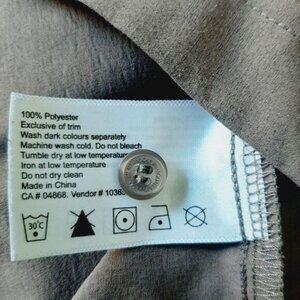 100% Polyester
Exclusive of trim
Wash dark colours separately
Machine wash cold. Do not bleach
Tumble dry at low temperature
Iron at low temperature
Do not dry clean
Made in China
CA # 04868. Vendor #
30°C